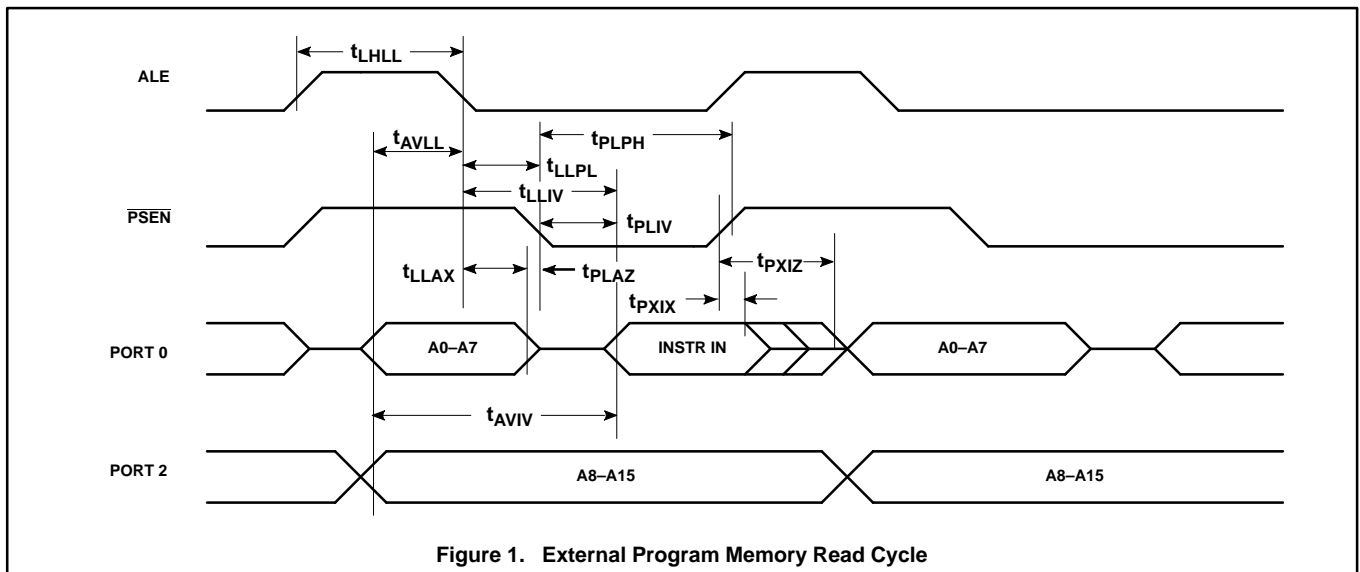 tLHLL
ALE
tAVLL
tPLPH
tLLPL
tLLIV
PSEN
tPLIV
tLLAX
tPLAZ
tPXIZ
tPXIX
PORT 0
A0–A7
INSTR IN
A0–A7
tAVIV
PORT 2
A8–A15
A8–A15
Figure 1. External Program Memory Read Cycle